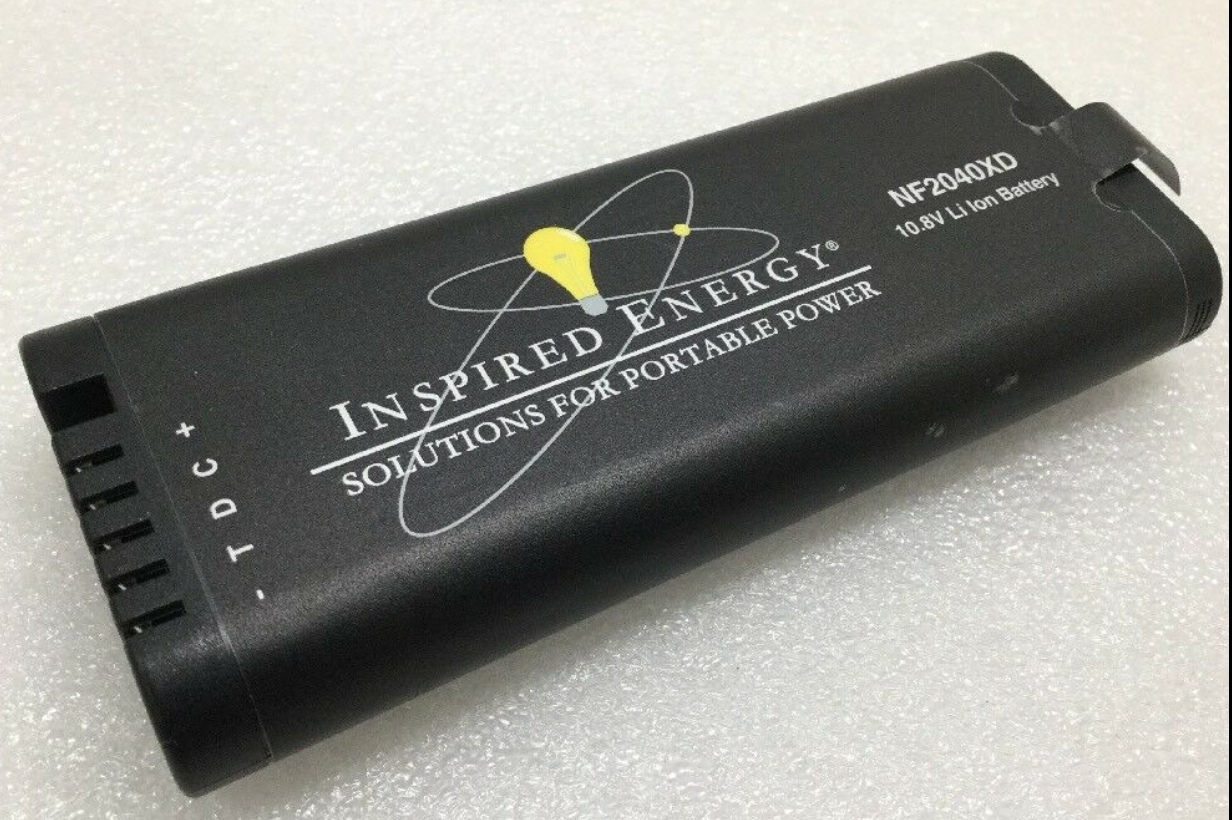 INSPIRED ENERGY®
SOLUTIONS FOR PORTABLE POWER
NF2040XD
10.8V Li Ion Battery
+
C
D
T
-